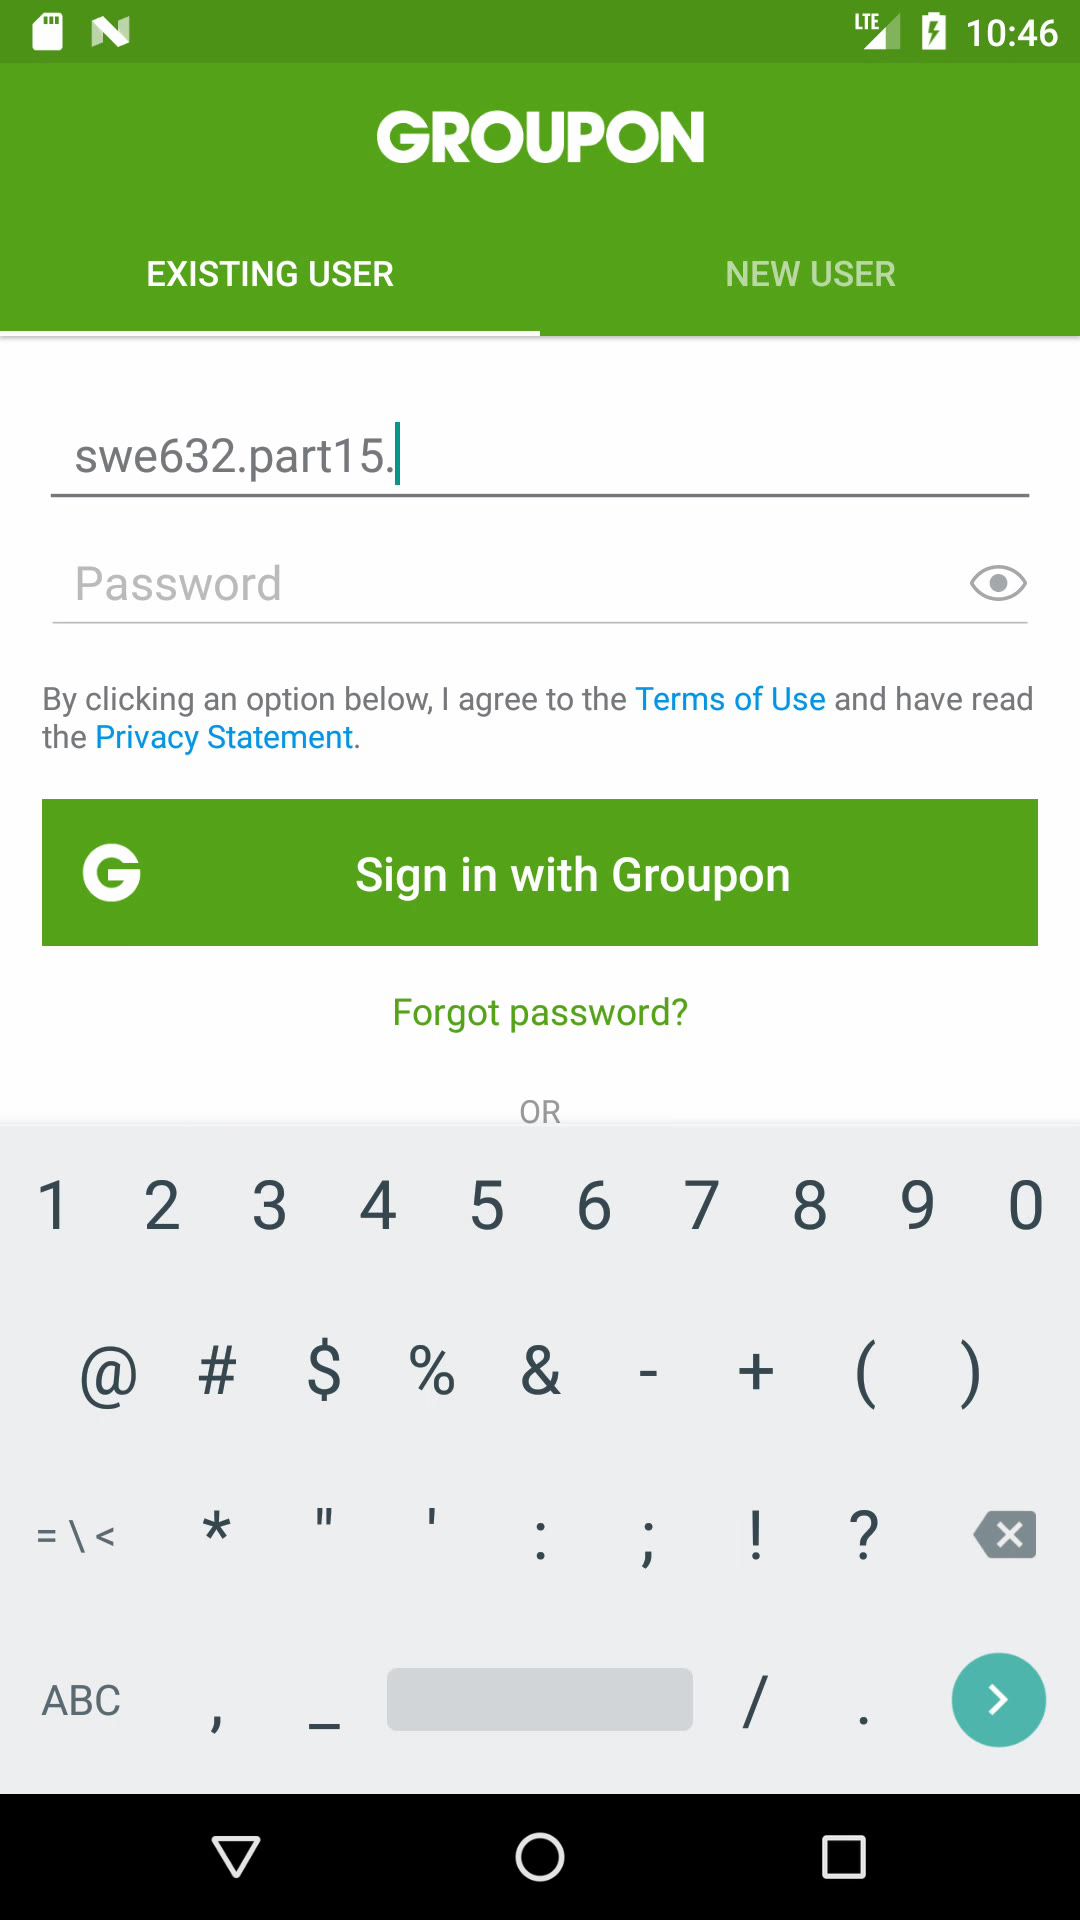 LTE 10:46
GROUPON
EXISTING USER NEW USER
swe632.part15.
Password
By clicking an option below, I agree to the Terms of Use and have read
the Privacy Statement.
G Sign in with Groupon
Forgot password?
OR
1 2 3 4 5 6 7 8 9 0
@ # $ % & - + ( )
= \ < * " ' : ; ! ?
ABC , _ / .